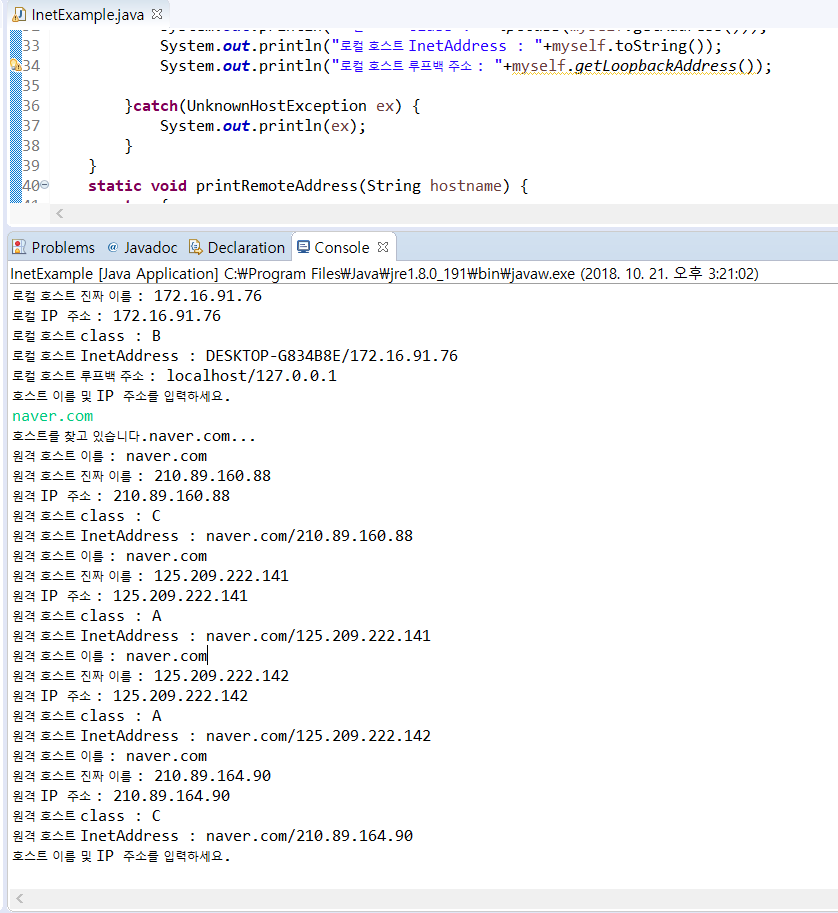 InetExample.java
33 System.out.println("로컬 호스트 InetAddress : "+myself.toString());
34 System.out.println("로컬 호스트 루프백 주소 : "+myself.getLoopbackAddress());
35
36 }catch(UnknownHostException ex) {
37 System.out.println(ex);
38 }
39 }
40 static void printRemoteAddress(String hostname) {
Problems @ Javadoc Declaration Console
InetExample [Java Application] C:₩Program Files₩Java₩jre1.8.0_191₩bin₩javaw.exe (2018. 10. 21. 오후 3:21:02)
로컬 호스트 진짜 이름 : 172.16.91.76
로컬 IP 주소 : 172.16.91.76
로컬 호스트 class : B
로컬 호스트 InetAddress : DESKTOP-G834B8E/172.16.91.76
로컬 호스트 루프백 주소 : localhost/127.0.0.1
호스트 이름 및 IP 주소를 입력하세요.
naver.com
호스트를 찾고 있습니다.naver.com...
원격 호스트 이름 : naver.com
원격 호스트 진짜 이름 : 210.89.160.88
원격 IP 주소 : 210.89.160.88
원격 호스트 class : C
원격 호스트 InetAddress : naver.com/210.89.160.88
원격 호스트 이름 : naver.com
원격 호스트 진짜 이름 : 125.209.222.141
원격 IP 주소 : 125.209.222.141
원격 호스트 class : A
원격 호스트 InetAddress : naver.com/125.209.222.141
원격 호스트 이름 : naver.com
원격 호스트 진짜 이름 : 125.209.222.142
원격 IP 주소 : 125.209.222.142
원격 호스트 class : A
원격 호스트 InetAddress : naver.com/125.209.222.142
원격 호스트 이름 : naver.com
원격 호스트 진짜 이름 : 210.89.164.90
원격 IP 주소 : 210.89.164.90
원격 호스트 class : C
원격 호스트 InetAddress : naver.com/210.89.164.90
호스트 이름 및 IP 주소를 입력하세요.